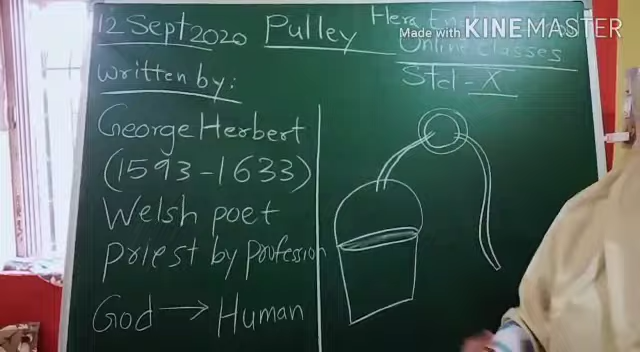 12 Sept 2020
Pulley
Hera
Made with KINEMASTER
Online Classes
Std - X
Written by:
George Herbert
(1593-1633)
Welsh poet
Priest by Profession
God → Human